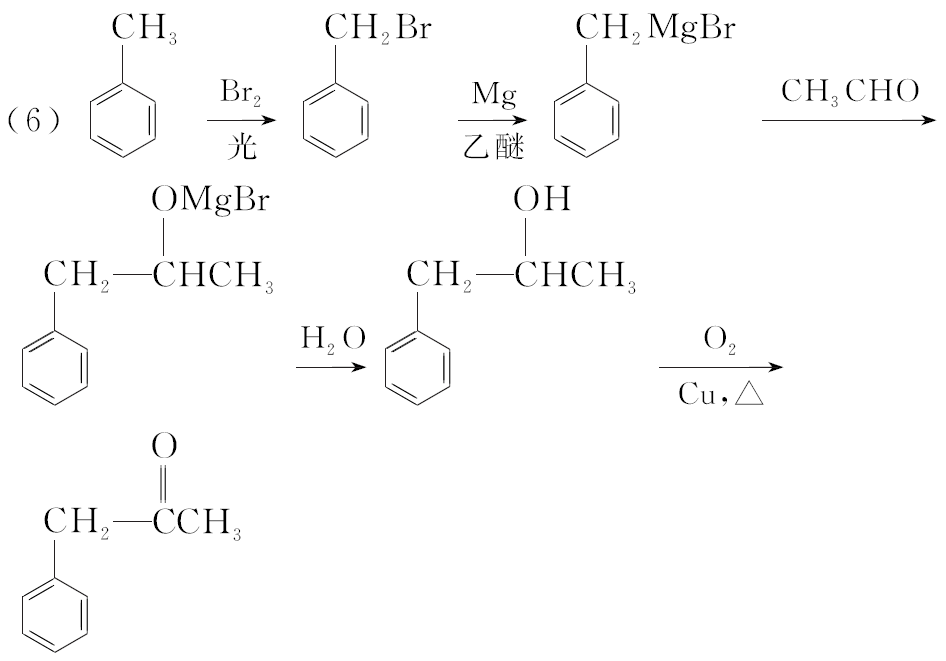 CH₃ CH₂Br CH₂MgBr
(6) Br₂ Mg CH₃CHO
光 乙醚
OMgBr OH
CH₂—CHCH₃ CH₂—CHCH₃
H₂O O₂
Cu,△
O
CH₂—CCH₃